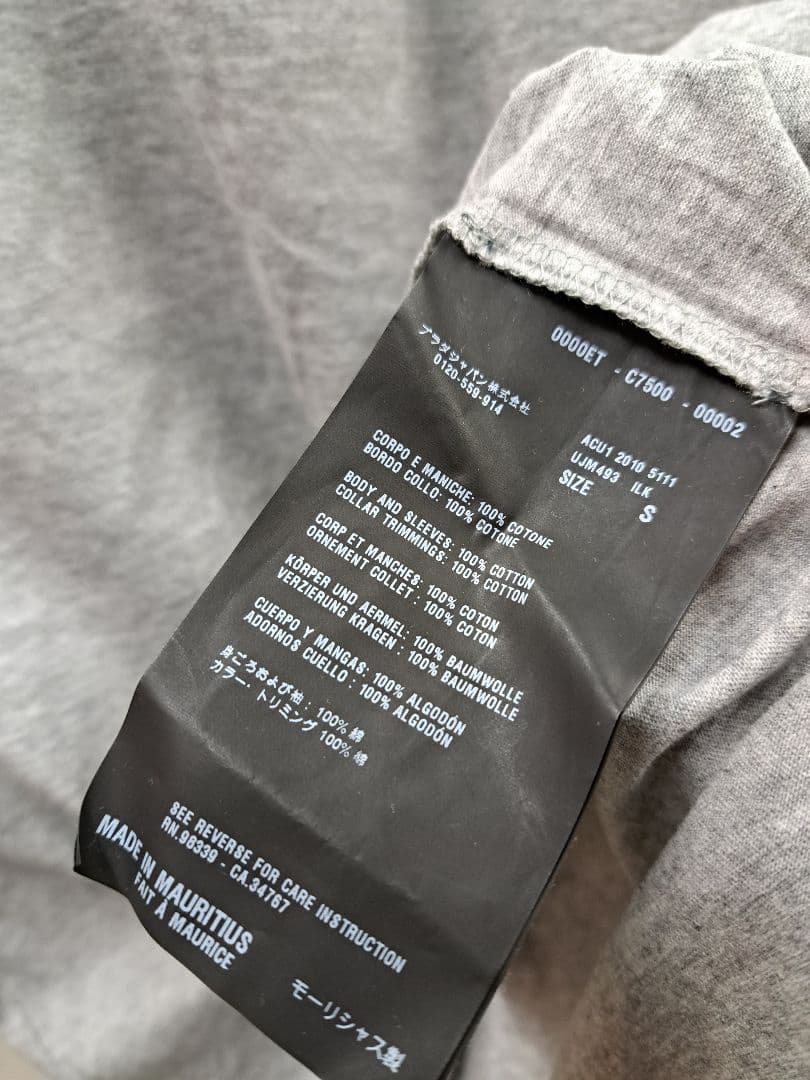 0000ET - C7500 - 00002
プラダジャパン株式会社
0120-559-914
ACU1 2010 5111
UJM493 ILK
SIZE S
CORPO E MANICHE: 100% COTONE
BORDO COLLO: 100% COTONE
BODY AND SLEEVES: 100% COTTON
COLLAR TRIMMINGS: 100% COTTON
CORP ET MANCHES: 100% COTON
ORNEMENT COLLET : 100% COTON
KÖRPER UND AERMEL: 100% BAUMWOLLE
VERZIERUNG KRAGEN : 100% BAUMWOLLE
CUERPO Y MANGAS: 100% ALGODÓN
ADORNOS CUELLO : 100% ALGODÓN
身ごろおよび袖 : 100% 綿
カラー・トリミング 100% 綿
SEE REVERSE FOR CARE INSTRUCTION
RN.96339 - CA.34767
MADE IN MAURITIUS
FAIT À MAURICE
モーリシャス製